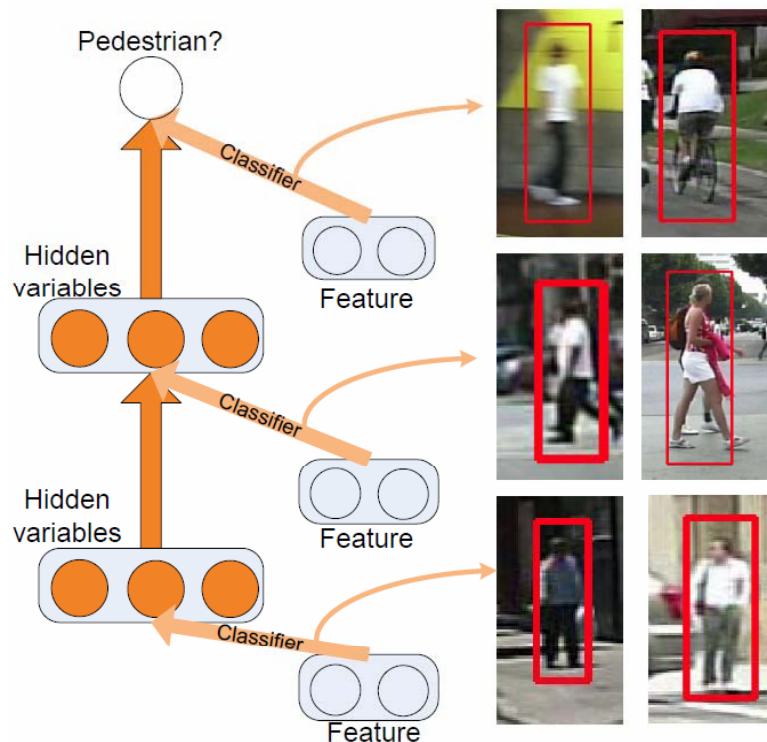 Pedestrian?
Classifier
Hidden
variables
Feature
Classifier
Hidden
variables
Feature
Classifier
Feature